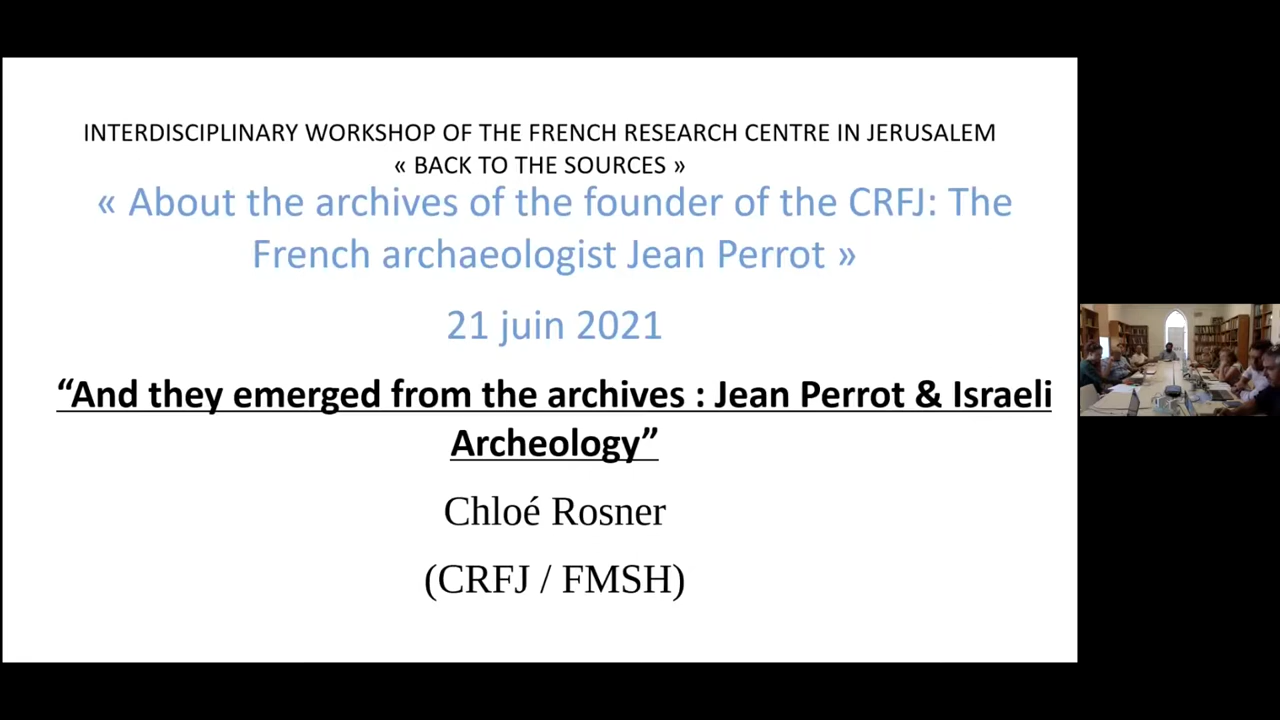 INTERDISCIPLINARY WORKSHOP OF THE FRENCH RESEARCH CENTRE IN JERUSALEM
« BACK TO THE SOURCES »
« About the archives of the founder of the CRFJ: The
French archaeologist Jean Perrot »
21 juin 2021
“And they emerged from the archives : Jean Perrot & Israeli
Archeology”
Chloé Rosner
(CRFJ / FMSH)